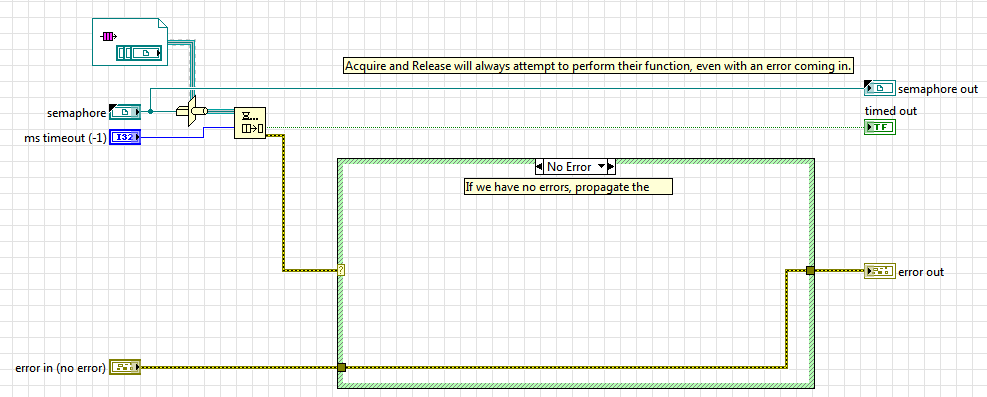 Acquire and Release will always attempt to perform their function, even with an error coming in.
semaphore out
semaphore
timed out
TF
ms timeout (-1)
I32
No Error
If we have no errors, propagate the
?
error out
error in (no error)